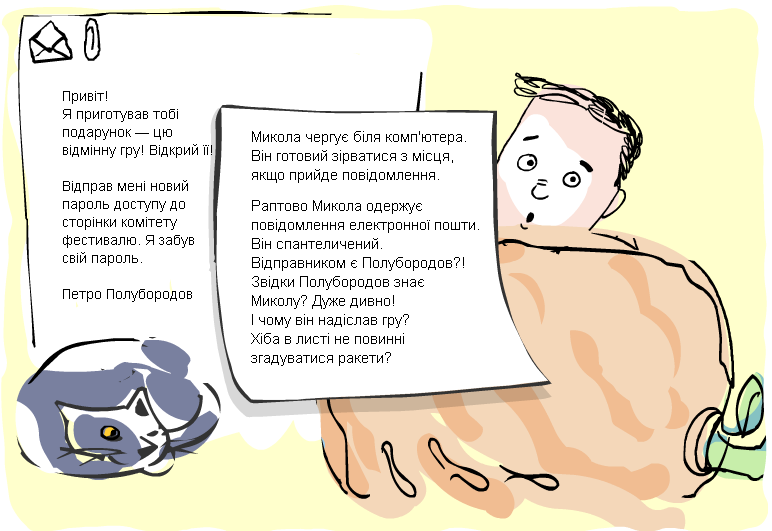 Привіт!
Я приготував тобі
подарунок — цю
відмінну гру! Відкрий її!
Відправ мені новий
пароль доступу до
сторінки комітету
фестивалю. Я забув
свій пароль.
Петро Полубородов
Микола чергує біля комп'ютера.
Він готовий зірватися з місця,
якщо прийде повідомлення.
Раптово Микола одержує
повідомлення електронної пошти.
Він спантеличений.
Відправником є Полубородов?!
Звідки Полубородов знає
Миколу? Дуже дивно!
І чому він надіслав гру?
Хіба в листі не повинні
згадуватися ракети?